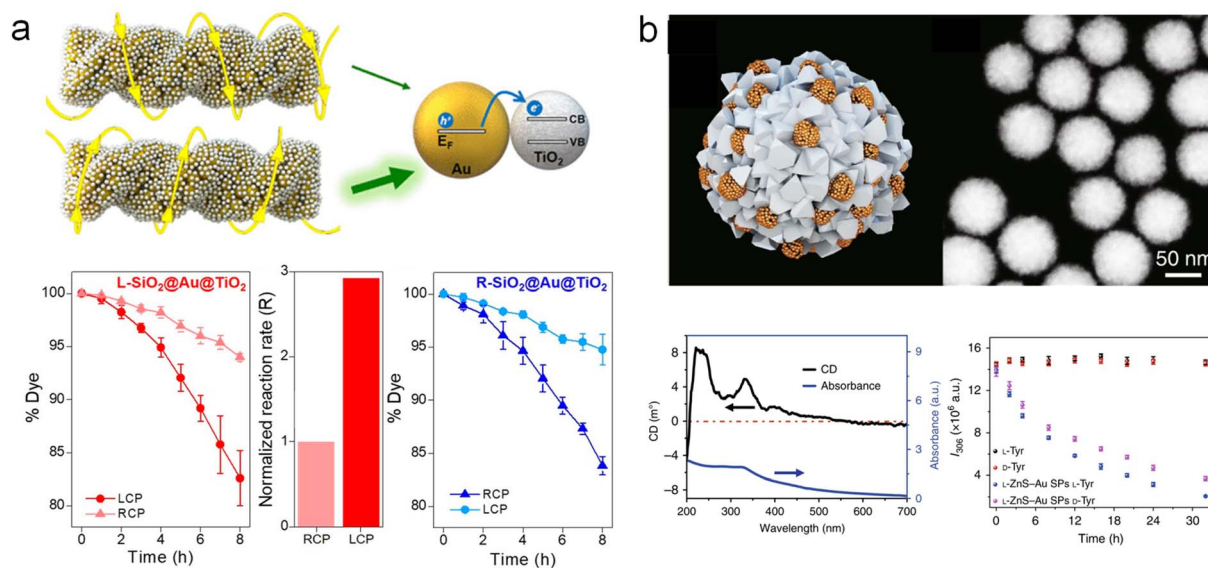 a
h⁺
e⁻
E_F
CB
VB
Au
TiO₂
L-SiO₂@Au@TiO₂
% Dye
100
95
90
85
80
LCP
RCP
0 2 4 6 8
Time (h)
Normalized reaction rate (R)
3
2
1
0
RCP LCP
R-SiO₂@Au@TiO₂
% Dye
100
95
90
85
80
RCP
LCP
0 2 4 6 8
Time (h)
b
50 nm
CD (m°)
8
4
0
−4
−8
CD
Absorbance
Absorbance (a.u.)
9
6
3
0
200 300 400 500 600 700
Wavelength (nm)
I₃₀₆ (×10⁶ a.u.)
16
12
8
4
L-Tyr
D-Tyr
L-ZnS–Au SPs L-Tyr
L-ZnS–Au SPs D-Tyr
0 8 16 24 32
Time (h)